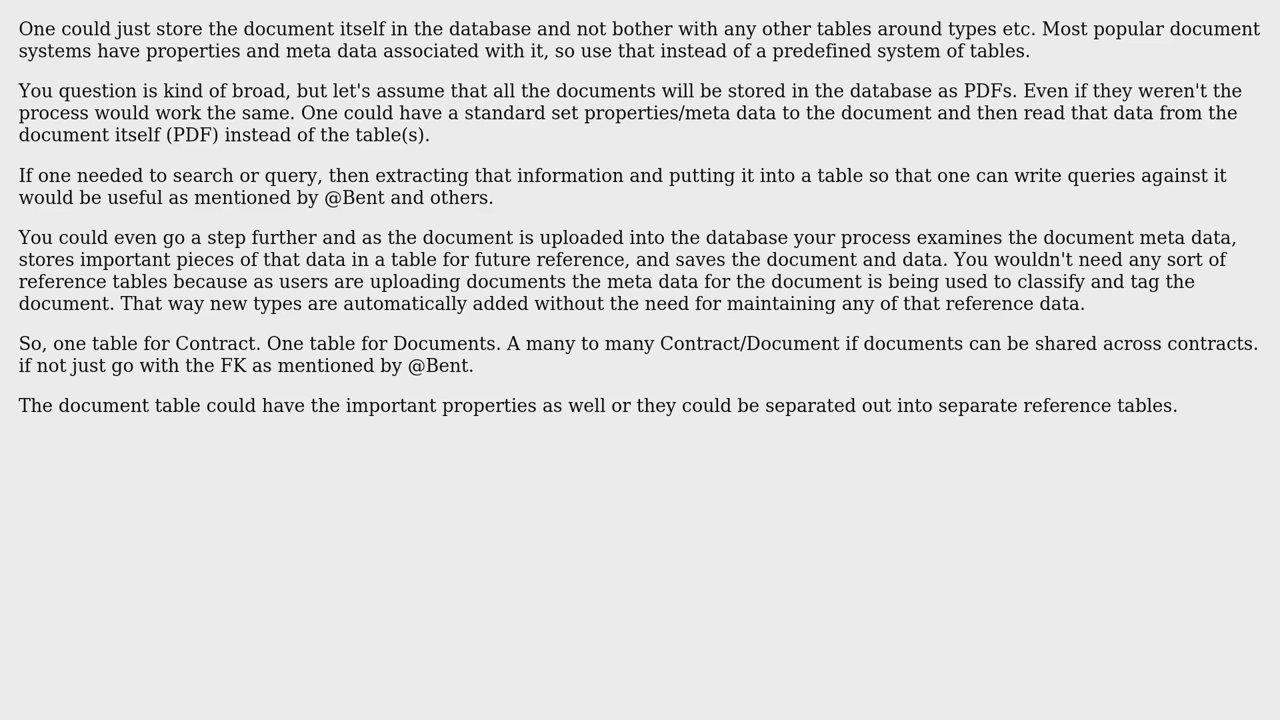 One could just store the document itself in the database and not bother with any other tables around types etc. Most popular document
systems have properties and meta data associated with it, so use that instead of a predefined system of tables.
You question is kind of broad, but let's assume that all the documents will be stored in the database as PDFs. Even if they weren't the
process would work the same. One could have a standard set properties/meta data to the document and then read that data from the
document itself (PDF) instead of the table(s).
If one needed to search or query, then extracting that information and putting it into a table so that one can write queries against it
would be useful as mentioned by @Bent and others.
You could even go a step further and as the document is uploaded into the database your process examines the document meta data,
stores important pieces of that data in a table for future reference, and saves the document and data. You wouldn't need any sort of
reference tables because as users are uploading documents the meta data for the document is being used to classify and tag the
document. That way new types are automatically added without the need for maintaining any of that reference data.
So, one table for Contract. One table for Documents. A many to many Contract/Document if documents can be shared across contracts.
if not just go with the FK as mentioned by @Bent.
The document table could have the important properties as well or they could be separated out into separate reference tables.